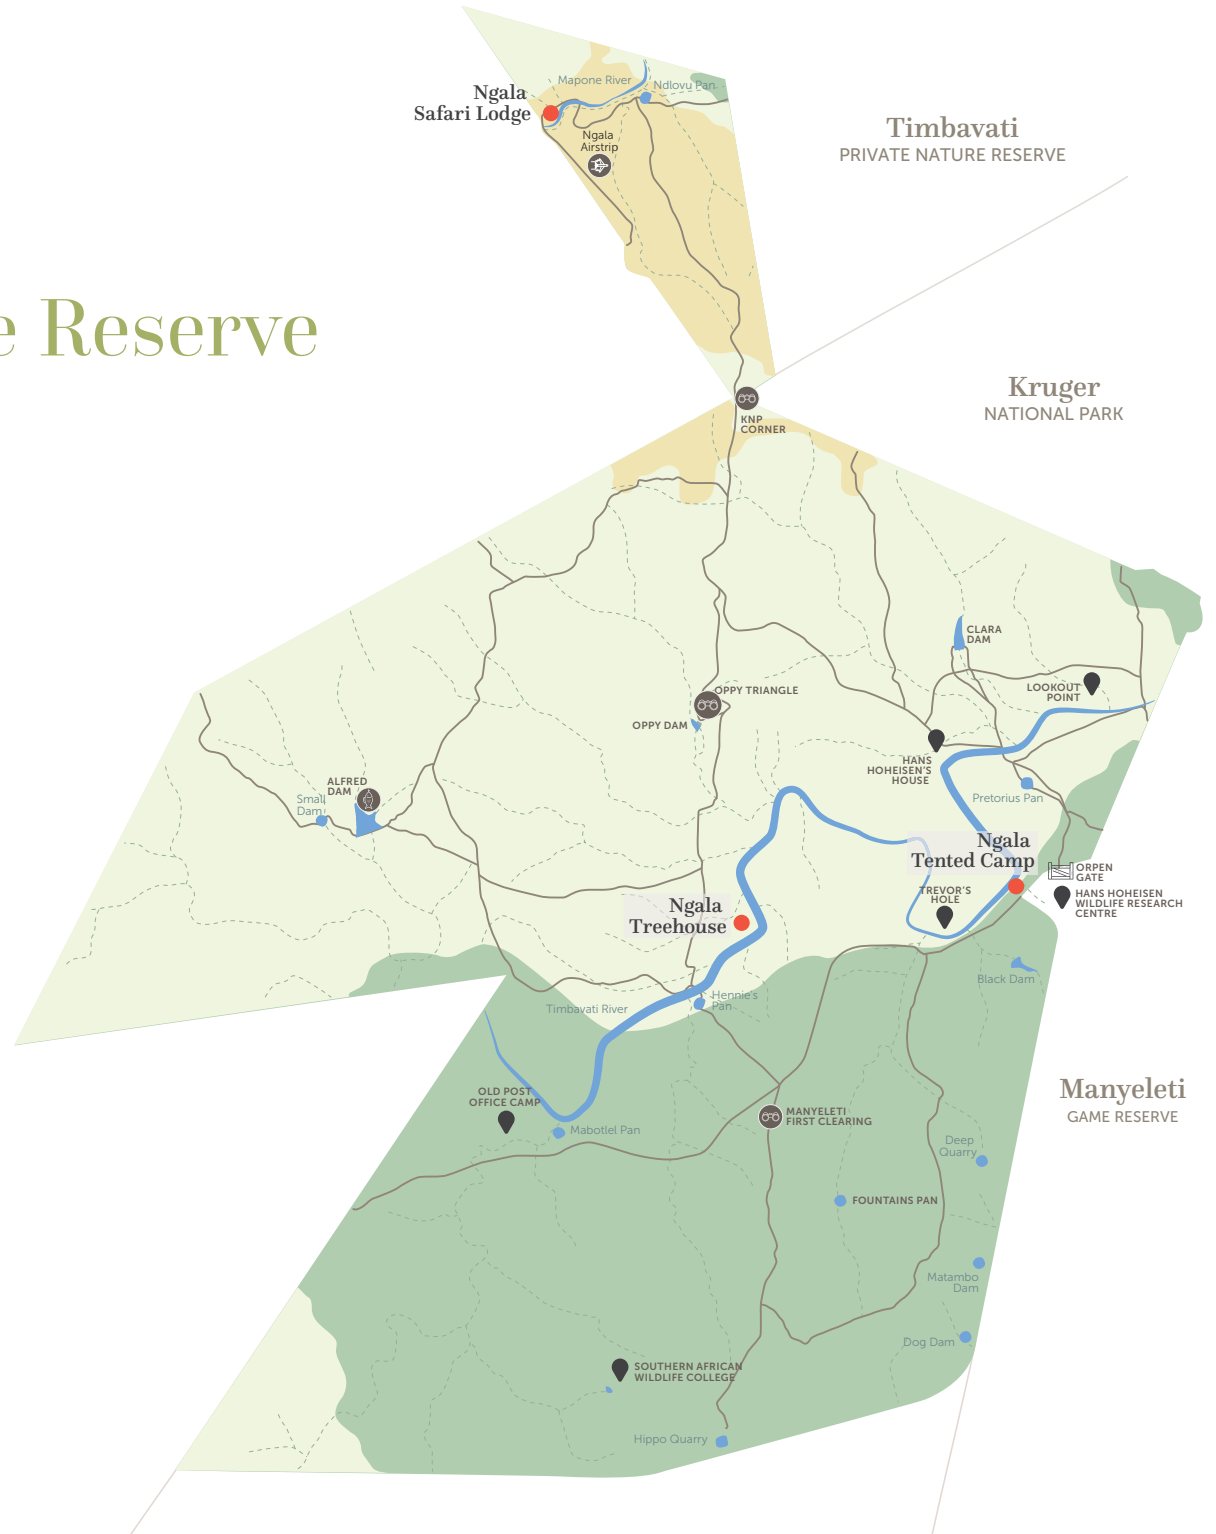 Mapone River
Ndlovu Pan
Ngala
Safari Lodge
Ngala
Airstrip
Timbavati
PRIVATE NATURE RESERVE
e Reserve
Kruger
NATIONAL PARK
KNP
CORNER
CLARA
DAM
LOOKOUT
POINT
OPPY TRIANGLE
OPPY DAM
HANS
HOHEISEN'S
HOUSE
ALFRED
DAM
Small
Dam
Pretorius Pan
Ngala
Tented Camp
ORPEN
GATE
TREVOR'S
HOLE
HANS HOHEISEN
WILDLIFE RESEARCH
CENTRE
Ngala
Treehouse
Black Dam
Hennie's
Pan
Timbavati River
OLD POST
OFFICE CAMP
Manyeleti
GAME RESERVE
MANYELETI
FIRST CLEARING
Mabotlel Pan
Deep
Quarry
FOUNTAINS PAN
Matambo
Dam
Dog Dam
SOUTHERN AFRICAN
WILDLIFE COLLEGE
Hippo Quarry